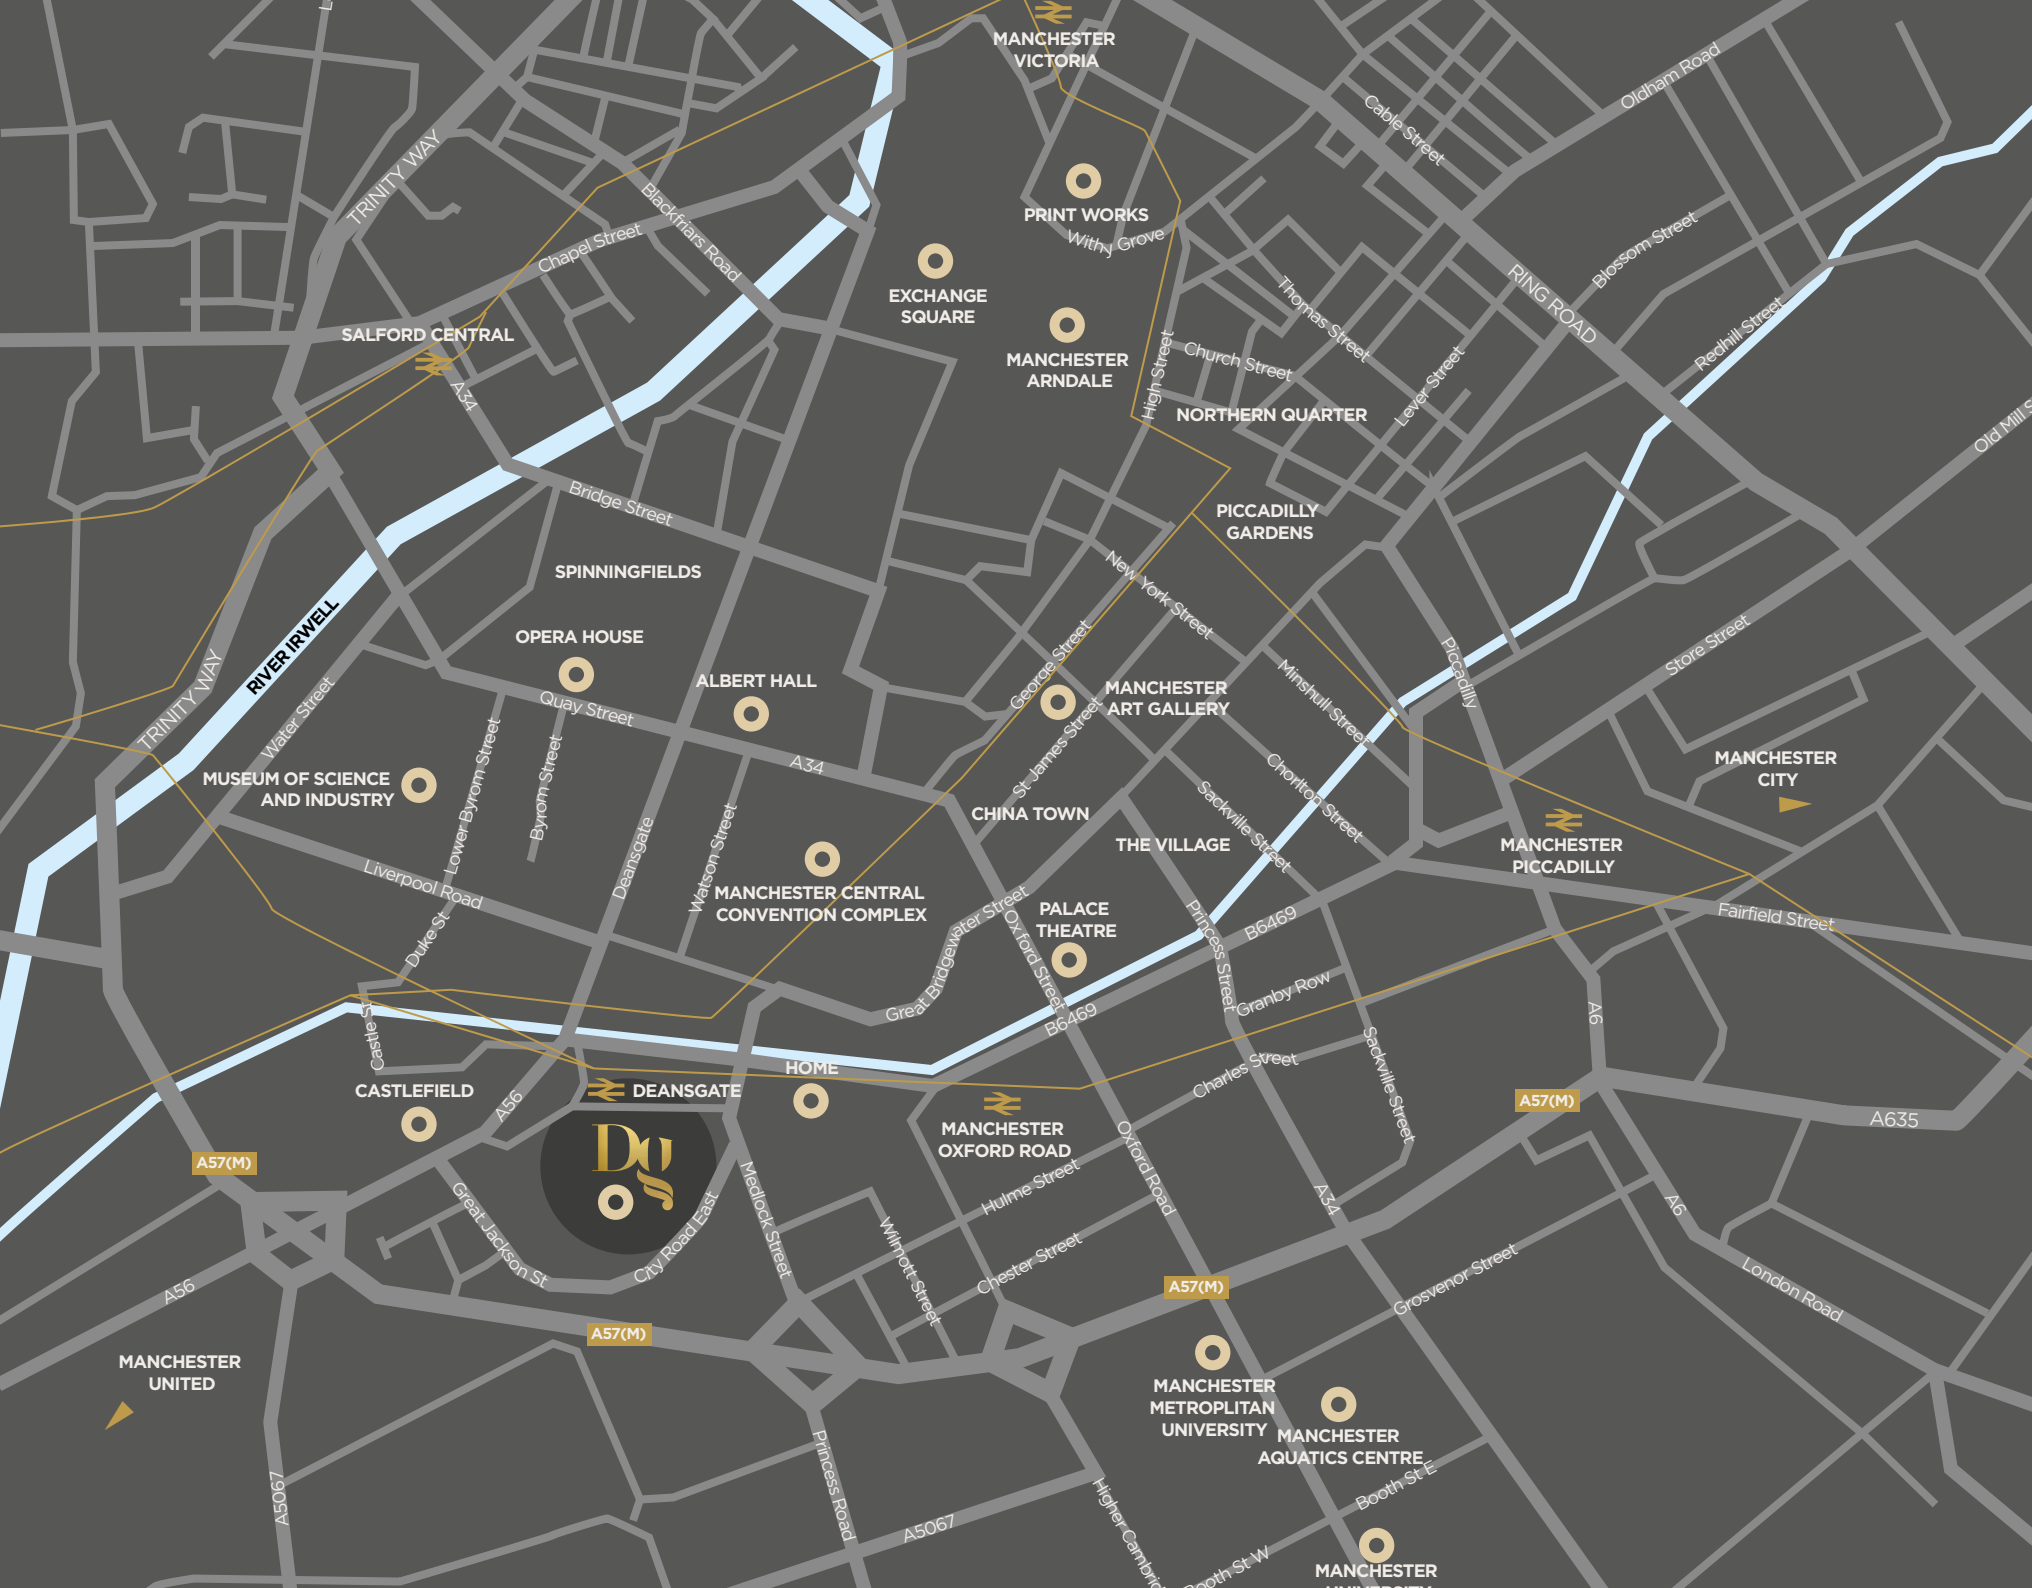 MANCHESTER
VICTORIA
Oldham Road
Cable Street
TRINITY WAY
Blackfriars Road
PRINT WORKS
Withy Grove
Chapel Street
Blossom Street
EXCHANGE
SQUARE
RING ROAD
Thomas Street
Redhill Street
SALFORD CENTRAL
MANCHESTER
ARNDALE
High Street
Church Street
Lever Street
A34
NORTHERN QUARTER
Old Mill S
Bridge Street
PICCADILLY
GARDENS
SPINNINGFIELDS
New York Street
RIVER IRWELL
OPERA HOUSE
George Street
Store Street
Piccadilly
TRINITY WAY
Water Street
ALBERT HALL
Quay Street
MANCHESTER
ART GALLERY
Minshull Street
St James Street
MUSEUM OF SCIENCE
AND INDUSTRY
Lower Byrom Street
Byrom Street
A34
Chorlton Street
MANCHESTER
CITY
Sackville Street
CHINA TOWN
THE VILLAGE
MANCHESTER
PICCADILLY
Deansgate
Watson Street
Liverpool Road
MANCHESTER CENTRAL
CONVENTION COMPLEX
PALACE
THEATRE
Great Bridgewater Street
Oxford Street
Princess Street
B6469
Fairfield Street
Duke St
Granby Row
B6469
A6
Castle St
HOME
Charles Street
Sackville Street
CASTLEFIELD
A56
DEANSGATE
A57(M)
A635
MANCHESTER
OXFORD ROAD
Dg
A57(M)
Hulme Street
Oxford Road
Great Jackson St
City Road East
Medlock Street
Wilmott Street
Chester Street
A34
A6
Grosvenor Street
London Road
A56
A57(M)
A57(M)
MANCHESTER
UNITED
MANCHESTER
METROPLITAN
UNIVERSITY
MANCHESTER
AQUATICS CENTRE
A5067
Princess Road
A5067
Higher Cambri
Booth St E
Booth St W
MANCHESTER
UNIVERSITY